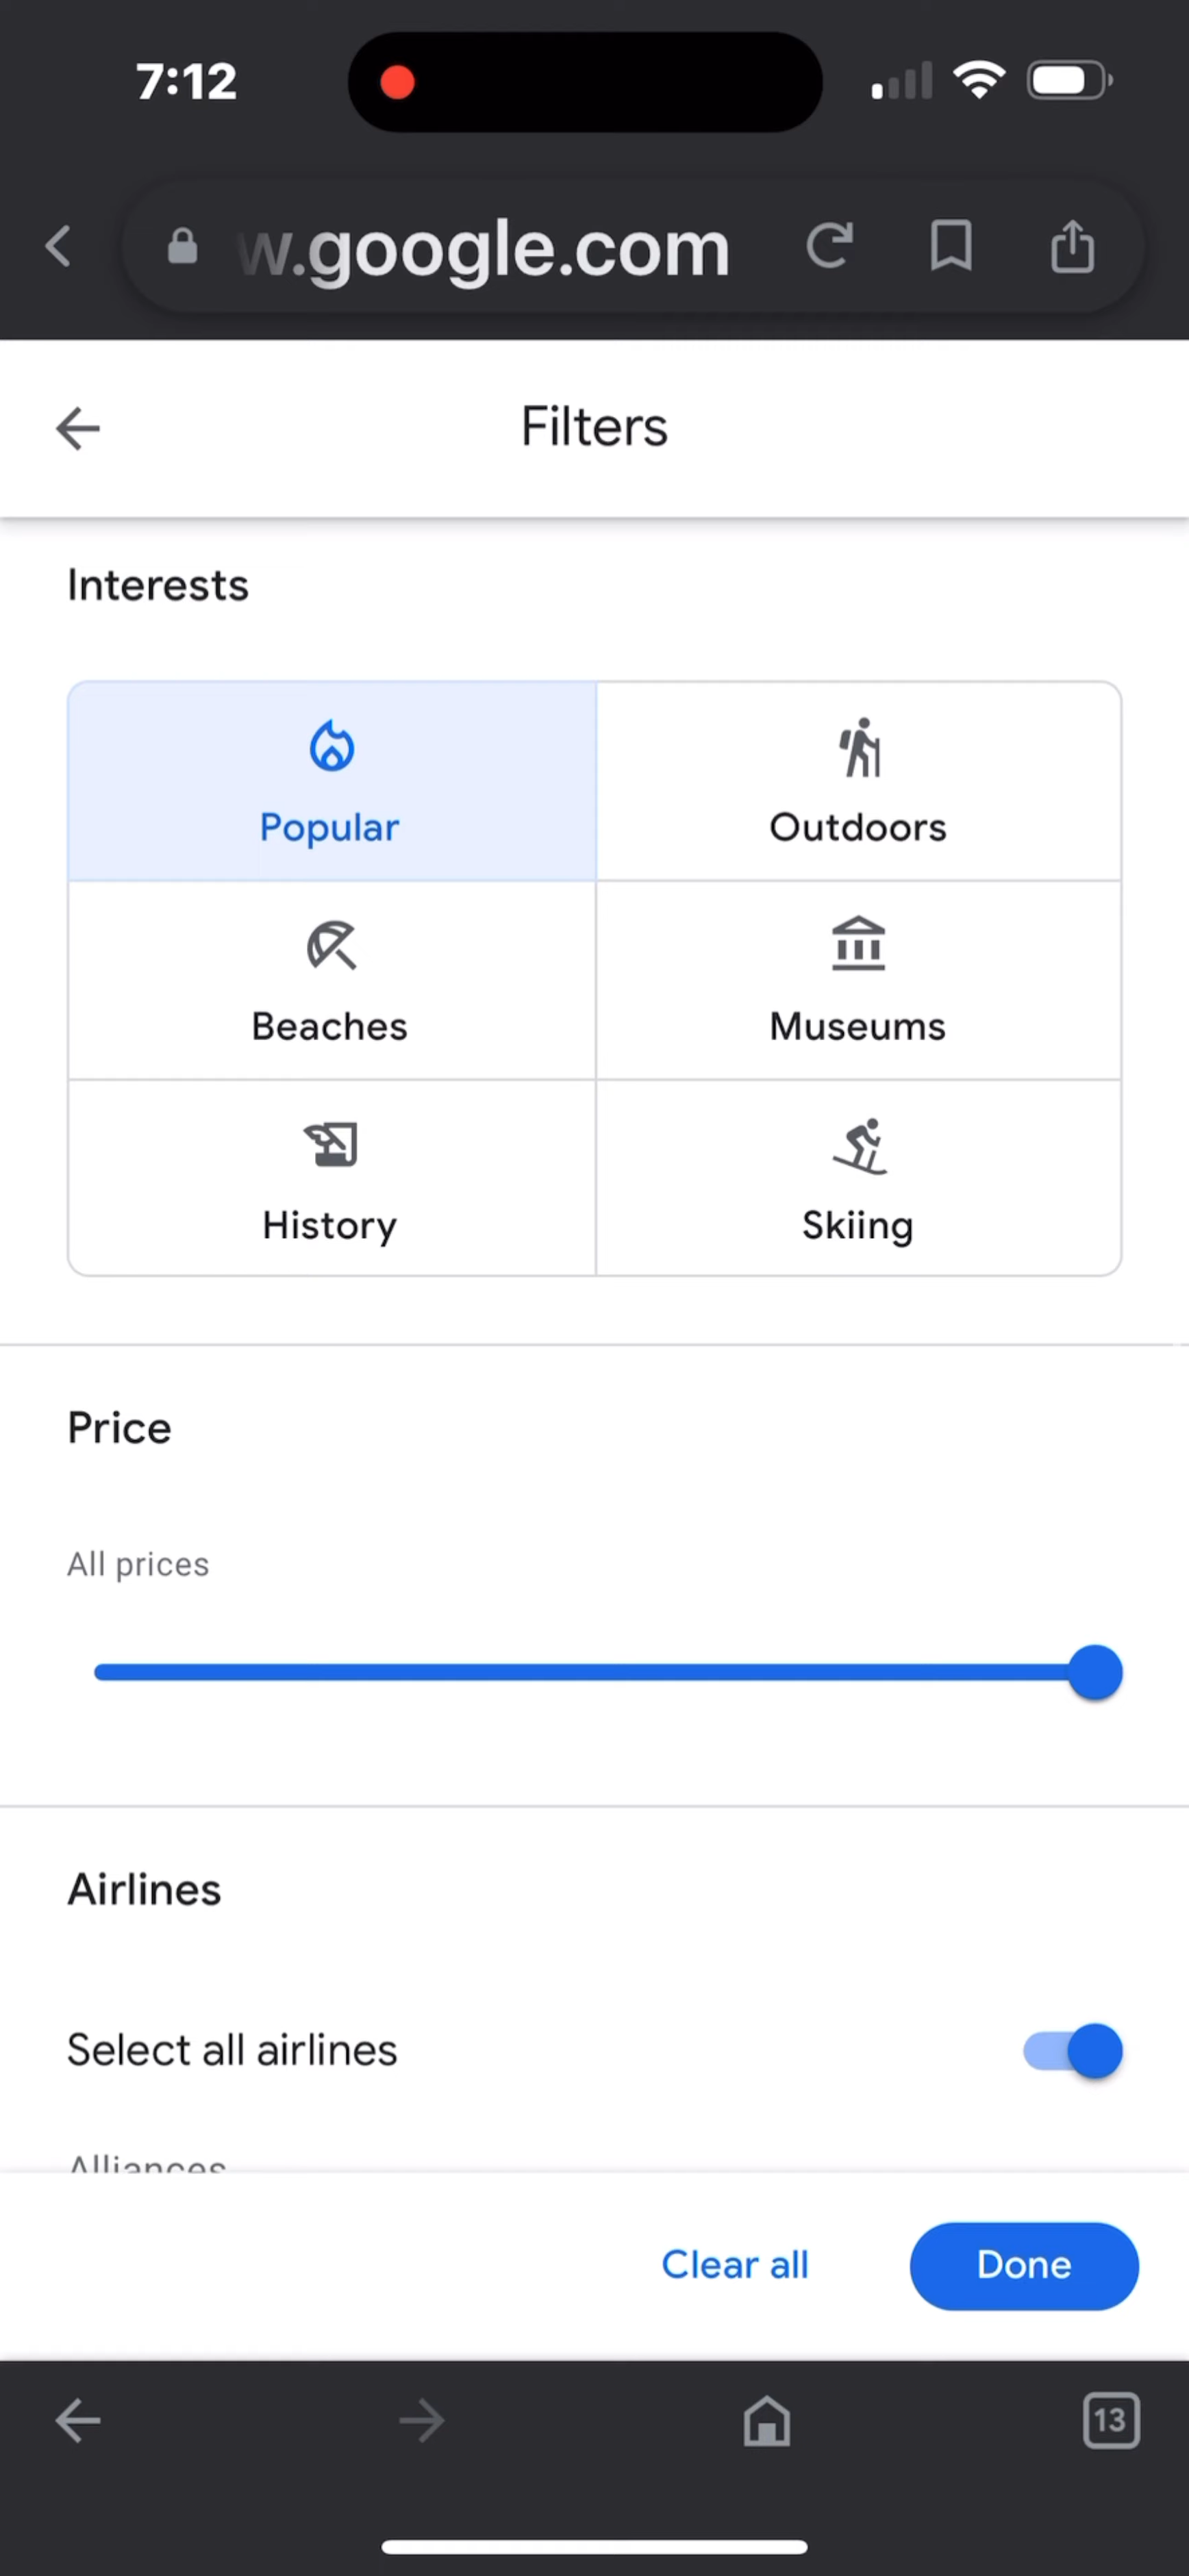 7:12
w.google.com
Filters
Interests
Popular
Outdoors
Beaches
Museums
History
Skiing
Price
All prices
Airlines
Select all airlines
Alliances
Clear all
Done
13